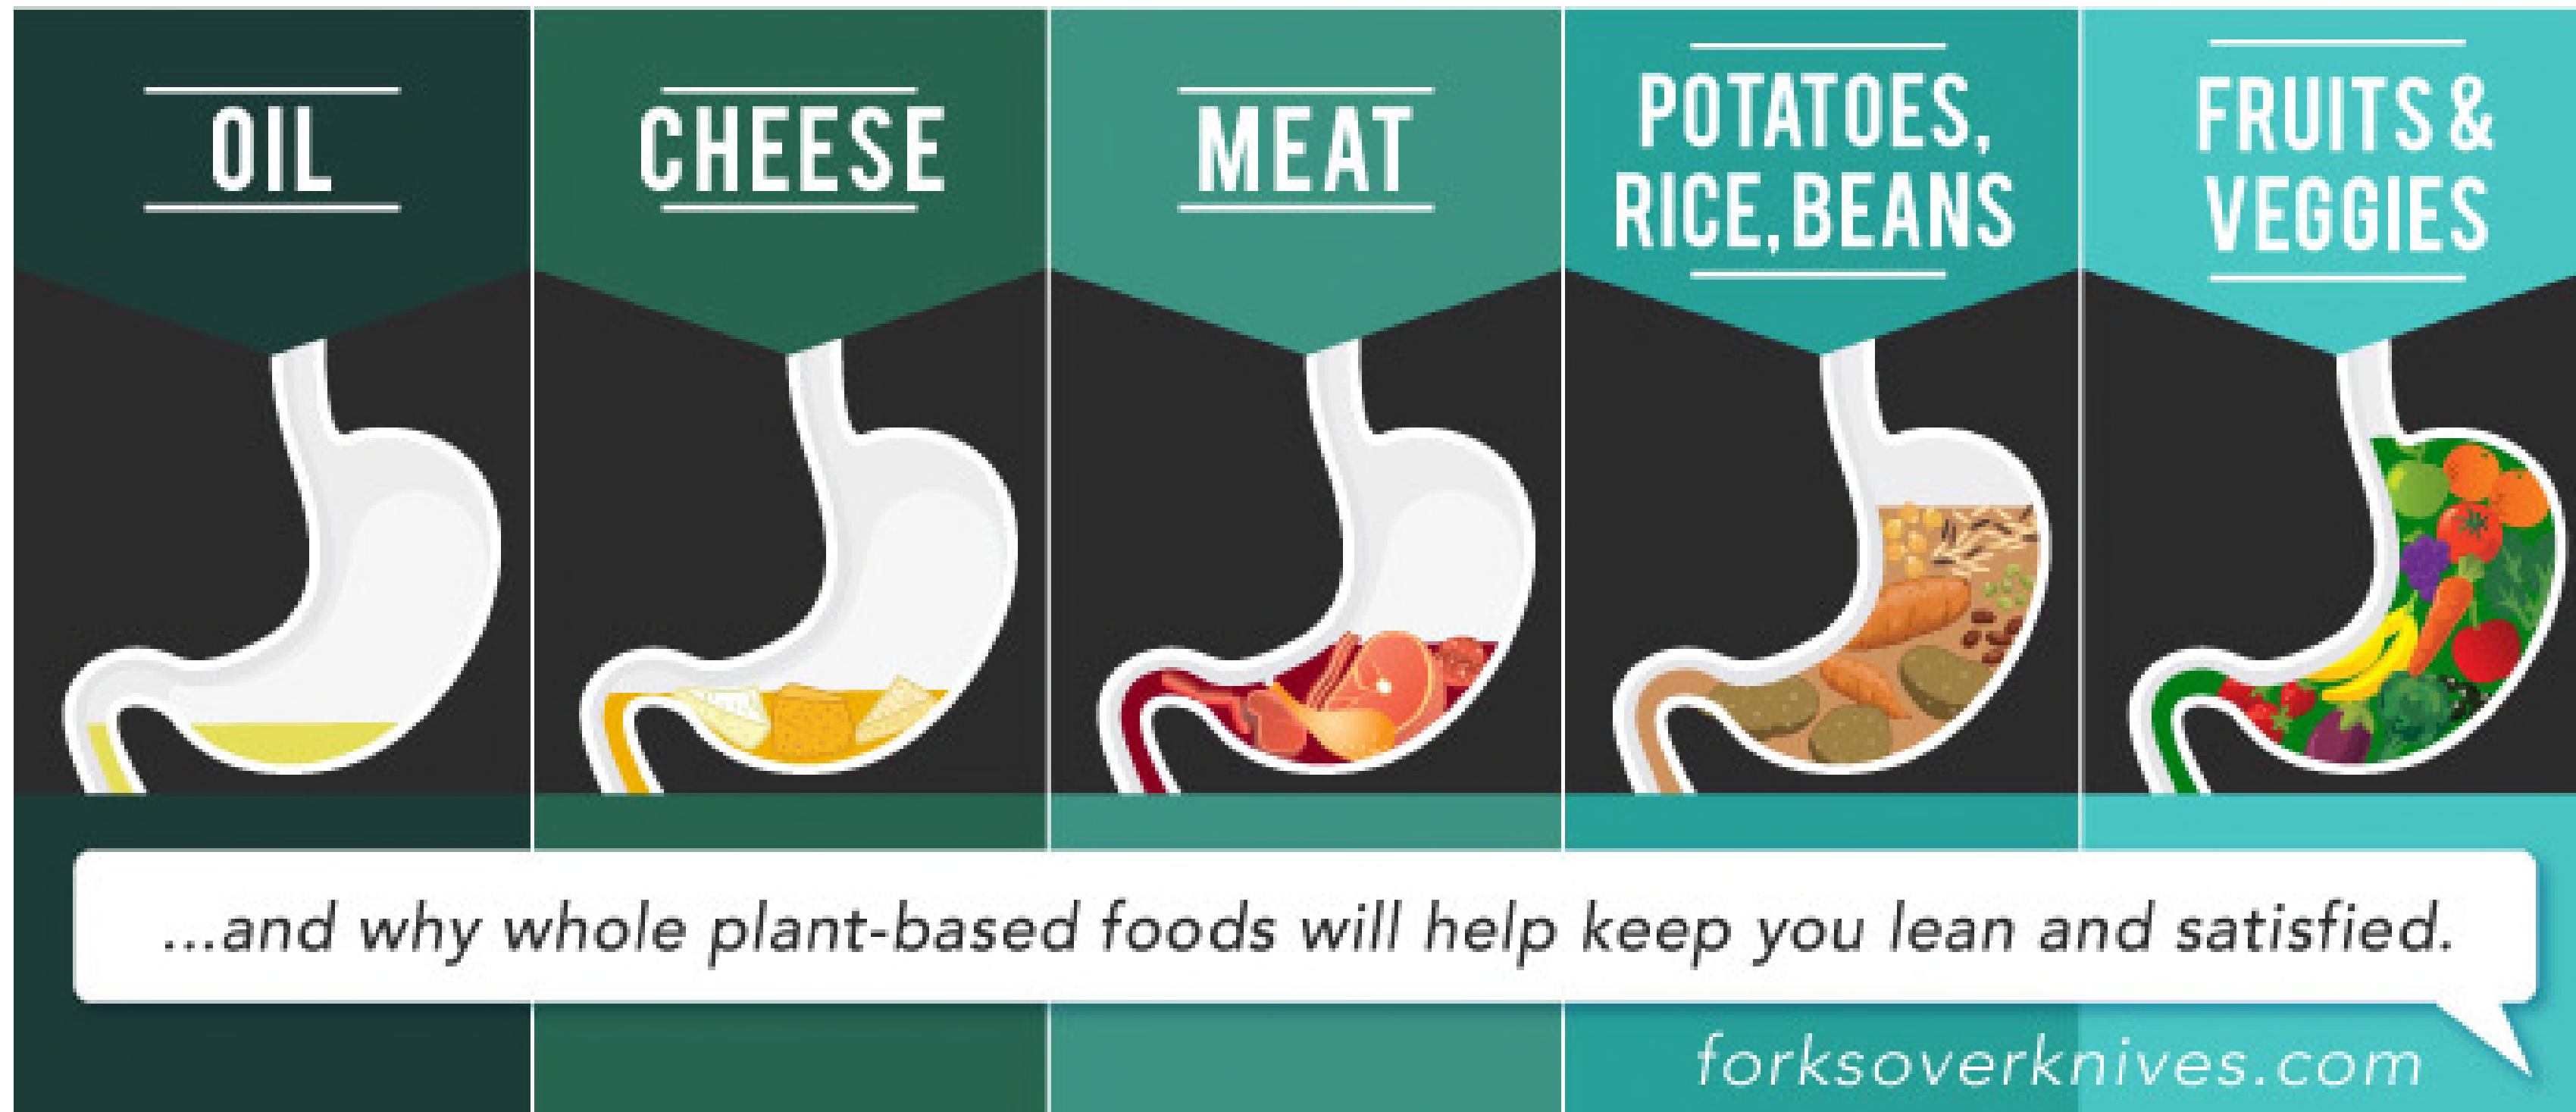 OIL
CHEESE
MEAT
POTATOES,
RICE, BEANS
FRUITS &
VEGGIES
...and why whole plant-based foods will help keep you lean and satisfied.
forksoverknives.com